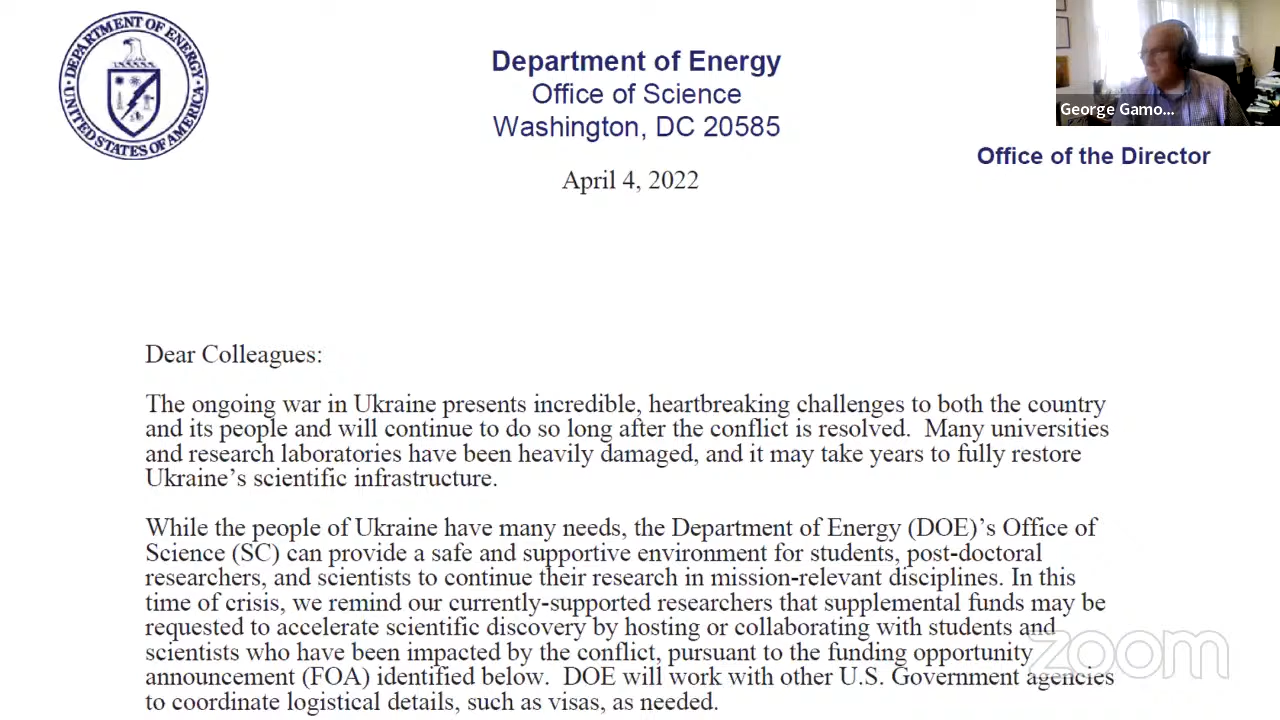 DEPARTMENT OF ENERGY
UNITED STATES OF AMERICA
Department of Energy
Office of Science
Washington, DC 20585
George Gamo...
Office of the Director
April 4, 2022
Dear Colleagues:
The ongoing war in Ukraine presents incredible, heartbreaking challenges to both the country
and its people and will continue to do so long after the conflict is resolved. Many universities
and research laboratories have been heavily damaged, and it may take years to fully restore
Ukraine's scientific infrastructure.
While the people of Ukraine have many needs, the Department of Energy (DOE)'s Office of
Science (SC) can provide a safe and supportive environment for students, post-doctoral
researchers, and scientists to continue their research in mission-relevant disciplines. In this
time of crisis, we remind our currently-supported researchers that supplemental funds may be
requested to accelerate scientific discovery by hosting or collaborating with students and
scientists who have been impacted by the conflict, pursuant to the funding opportunity
announcement (FOA) identified below. DOE will work with other U.S. Government agencies
to coordinate logistical details, such as visas, as needed.
zoom